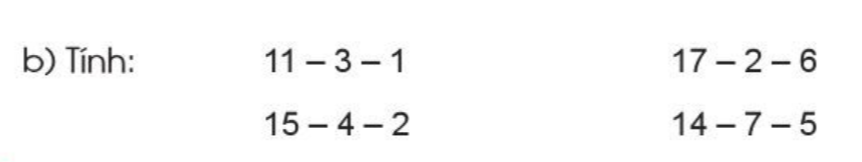 b) Tính: 11 – 3 – 1 17 – 2 – 6
15 – 4 – 2 14 – 7 – 5